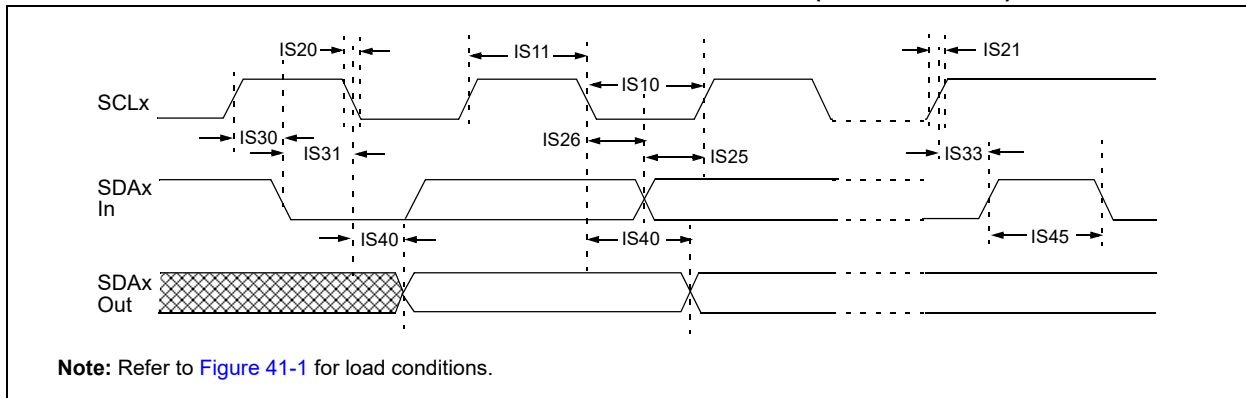 IS20
IS11
IS21
IS10
SCLx
IS30
IS26
IS31
IS25
IS33
SDAx
In
IS40
IS40
IS45
SDAx
Out
Note: Refer to Figure 41-1 for load conditions.